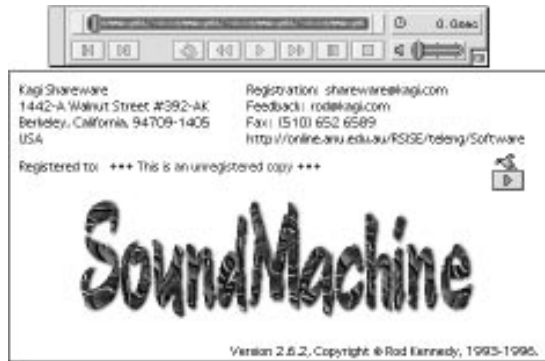 0.0sec
Kagi Shareware
1442-A Walnut Street #392-AK
Berkeley, California, 94709-1405
USA
Registration: shareware@kagi.com
Feedback: rod@kagi.com
Fax: (510) 652 6589
http://online.anu.edu.au/RSISE/teleng/Software
Registered to: +++ This is an unregistered copy +++
SoundMachine
Version 2.6.2, Copyright © Rod Kennedy, 1993-1996.